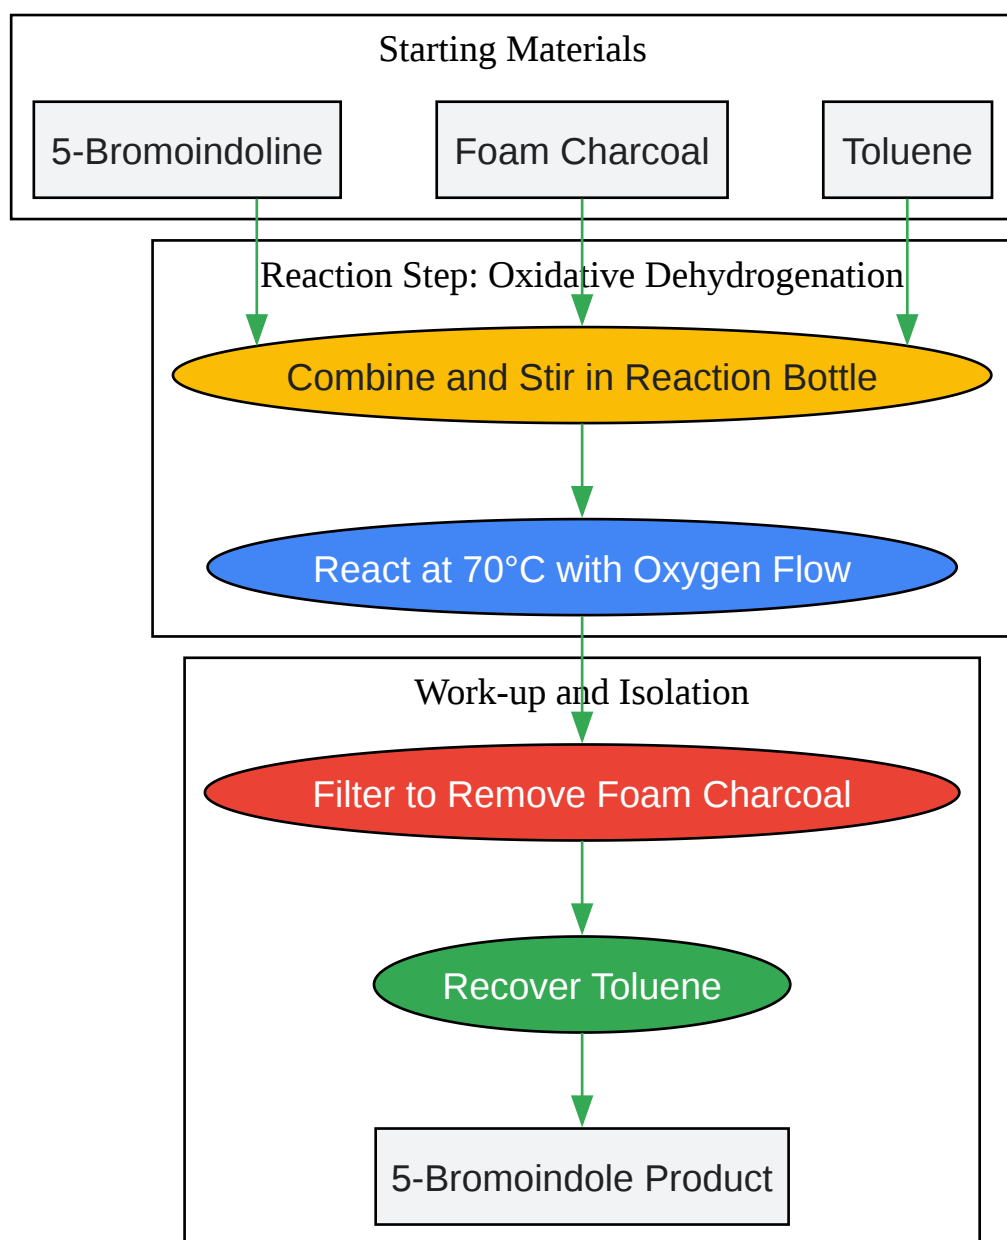 Starting Materials
5-Bromoindoline
Foam Charcoal
Toluene
Reaction Step: Oxidative Dehydrogenation
Combine and Stir in Reaction Bottle
React at 70°C with Oxygen Flow
Work-up and Isolation
Filter to Remove Foam Charcoal
Recover Toluene
5-Bromoindole Product